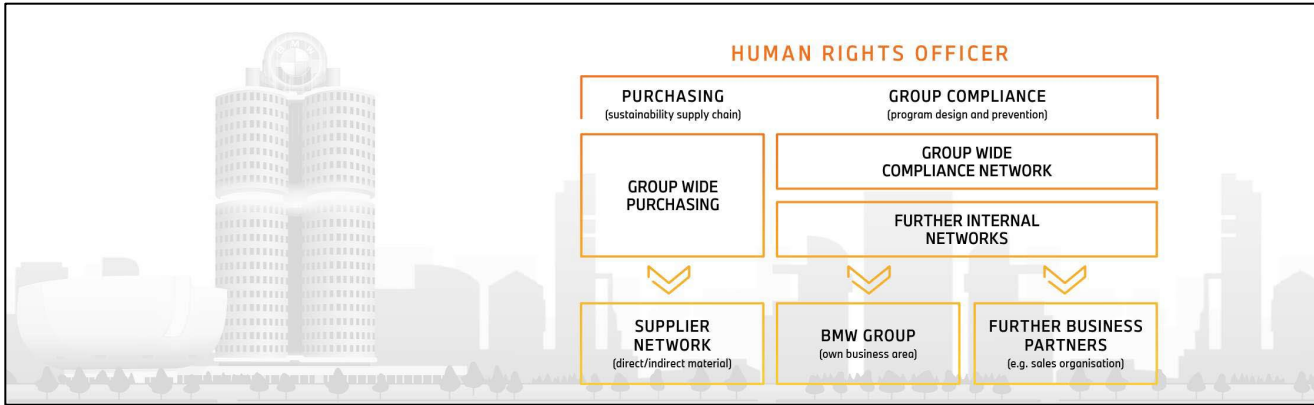 HUMAN RIGHTS OFFICER
PURCHASING
(sustainability supply chain)
GROUP COMPLIANCE
(program design and prevention)
GROUP WIDE
PURCHASING
GROUP WIDE
COMPLIANCE NETWORK
FURTHER INTERNAL
NETWORKS
SUPPLIER
NETWORK
(direct/indirect material)
BMW GROUP
(own business area)
FURTHER BUSINESS
PARTNERS
(e.g. sales organisation)